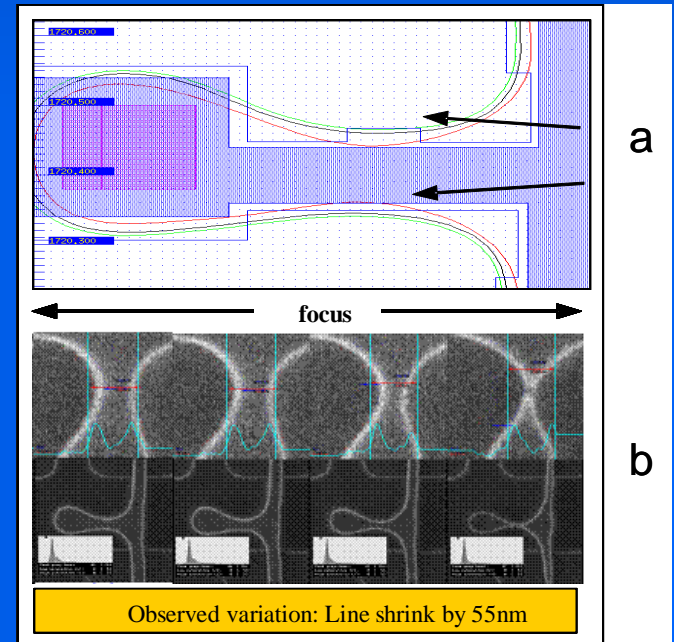 1720,600
1720,500
a
1720,400
1720,300
focus
b
Observed variation: Line shrink by 55nm